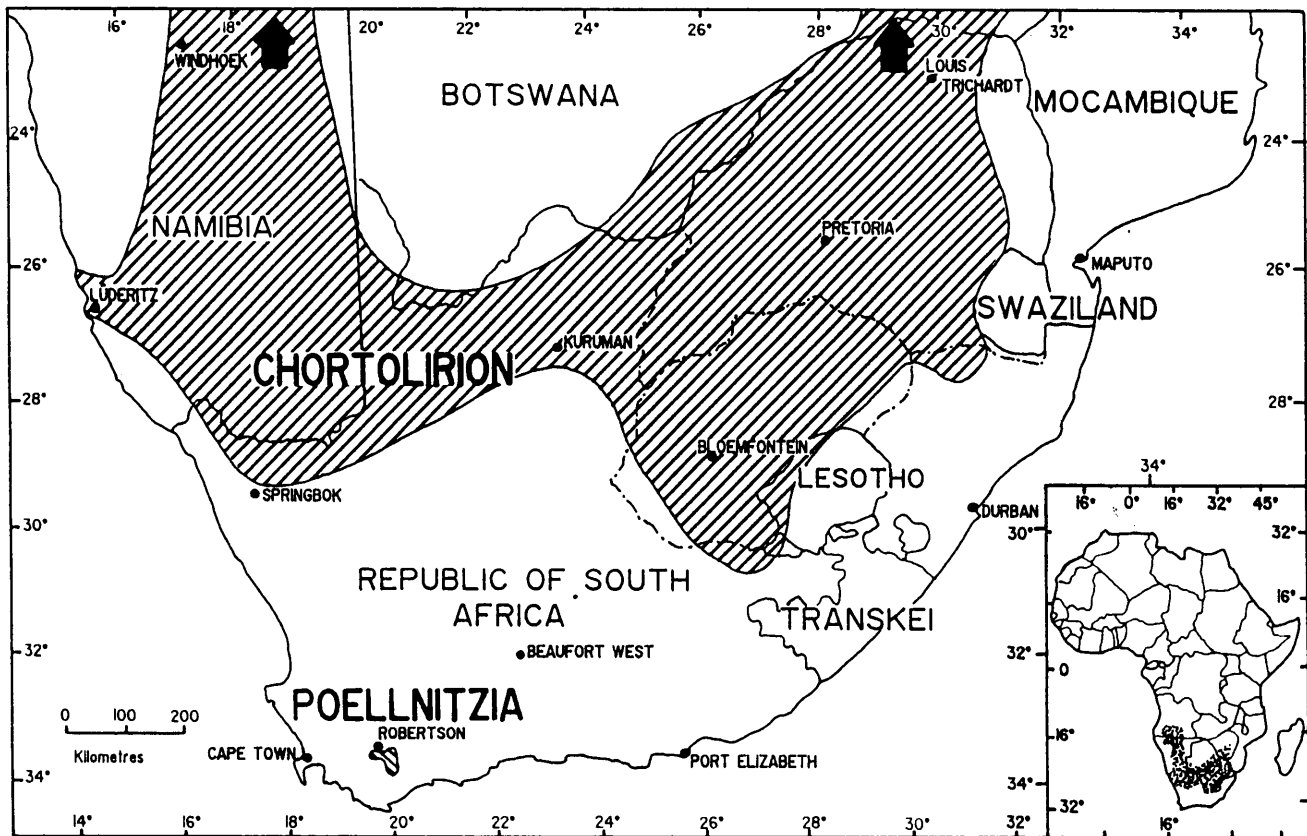 16°
18°
20°
22°
24°
26°
28°
30°
32°
34°
WINDHOEK
BOTSWANA
LOUIS
TRICHARDT
MOCAMBIQUE
24°
24°
NAMIBIA
PRETORIA
26°
MAPUTO
26°
LÜDERITZ
SWAZILAND
KURUMAN
CHORTOLIRION
28°
28°
BLOEMFONTEIN
LESOTHO
SPRINGBOK
DURBAN
30°
30°
REPUBLIC OF SOUTH
AFRICA
TRANSKEI
32°
BEAUFORT WEST
32°
POELLNITZIA
0 100 200
Kilometres
ROBERTSON
CAPE TOWN
PORT ELIZABETH
34°
34°
14°
16°
18°
20°
22°
24°
26°
28°
30°
34°
16° 0° 16° 32° 45°
32°
16°
0
16°
32°
32°
16°
0
16°